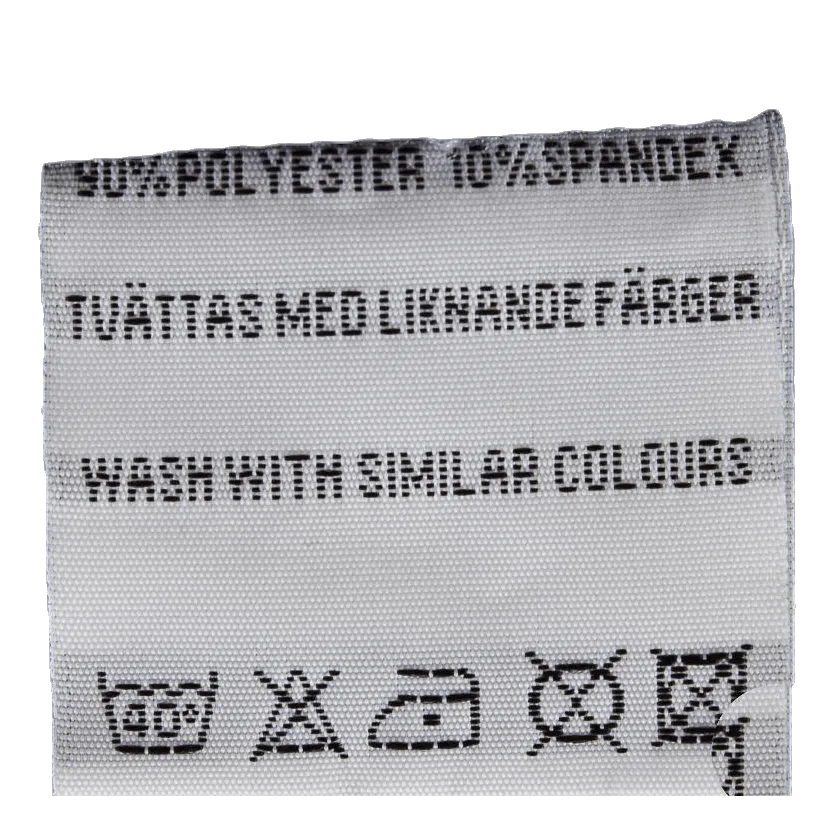 90% POLYESTER 10% SPANDEX
TVÄTTAS MED LIKNANDE FÄRGER
WASH WITH SIMILAR COLOURS
40°